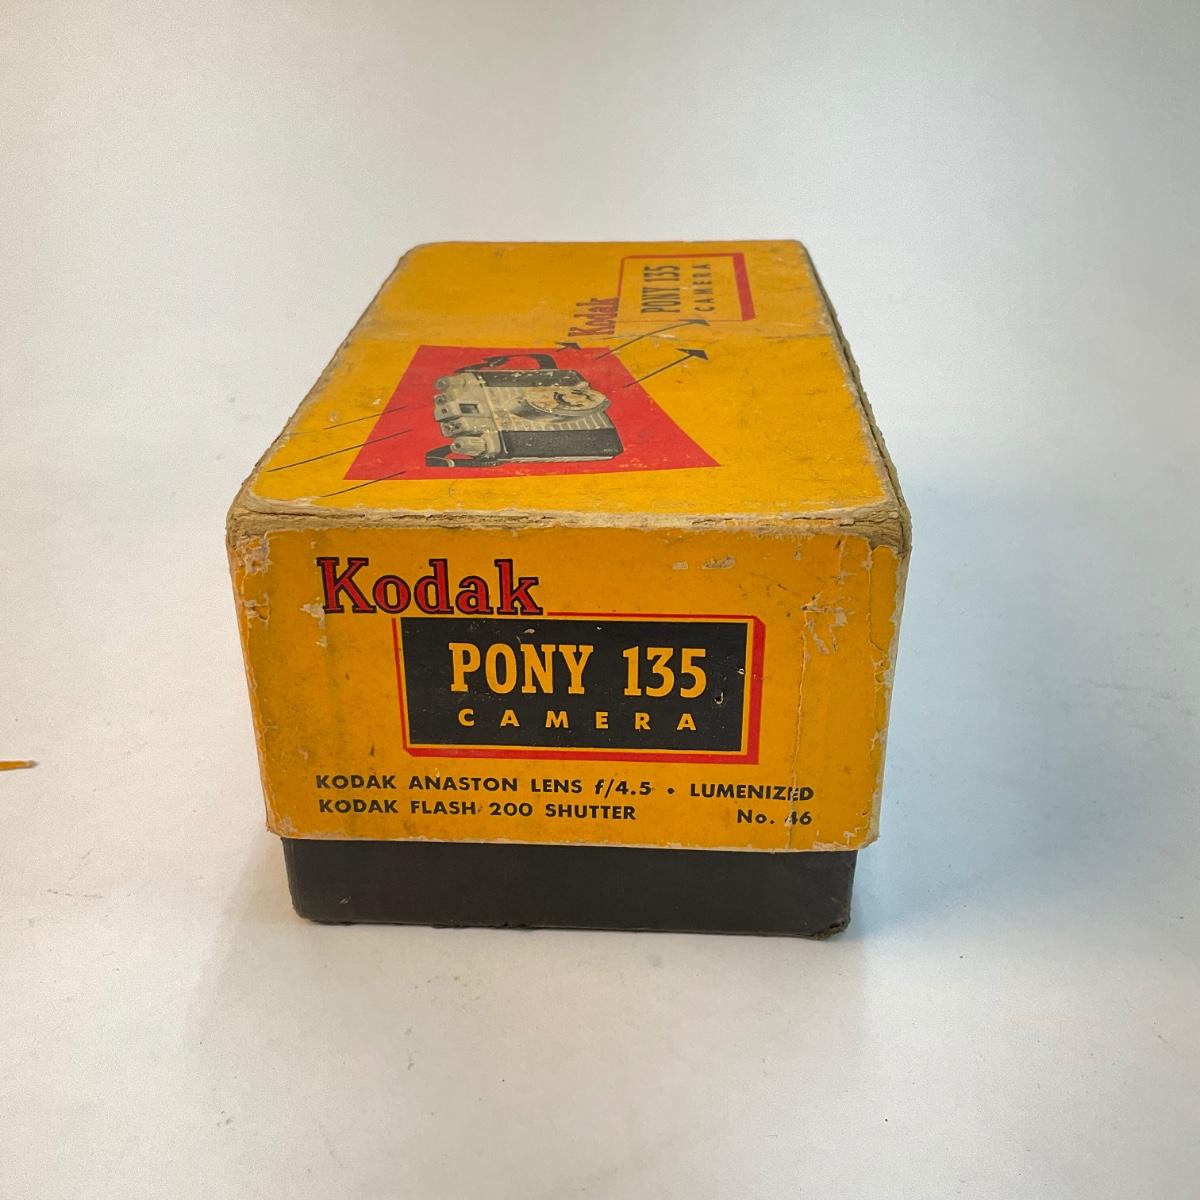 Kodak
PONY 135
CAMERA
Kodak
PONY 135
CAMERA
KODAK ANASTON LENS f/4.5 • LUMENIZED
KODAK FLASH 200 SHUTTER No. 46